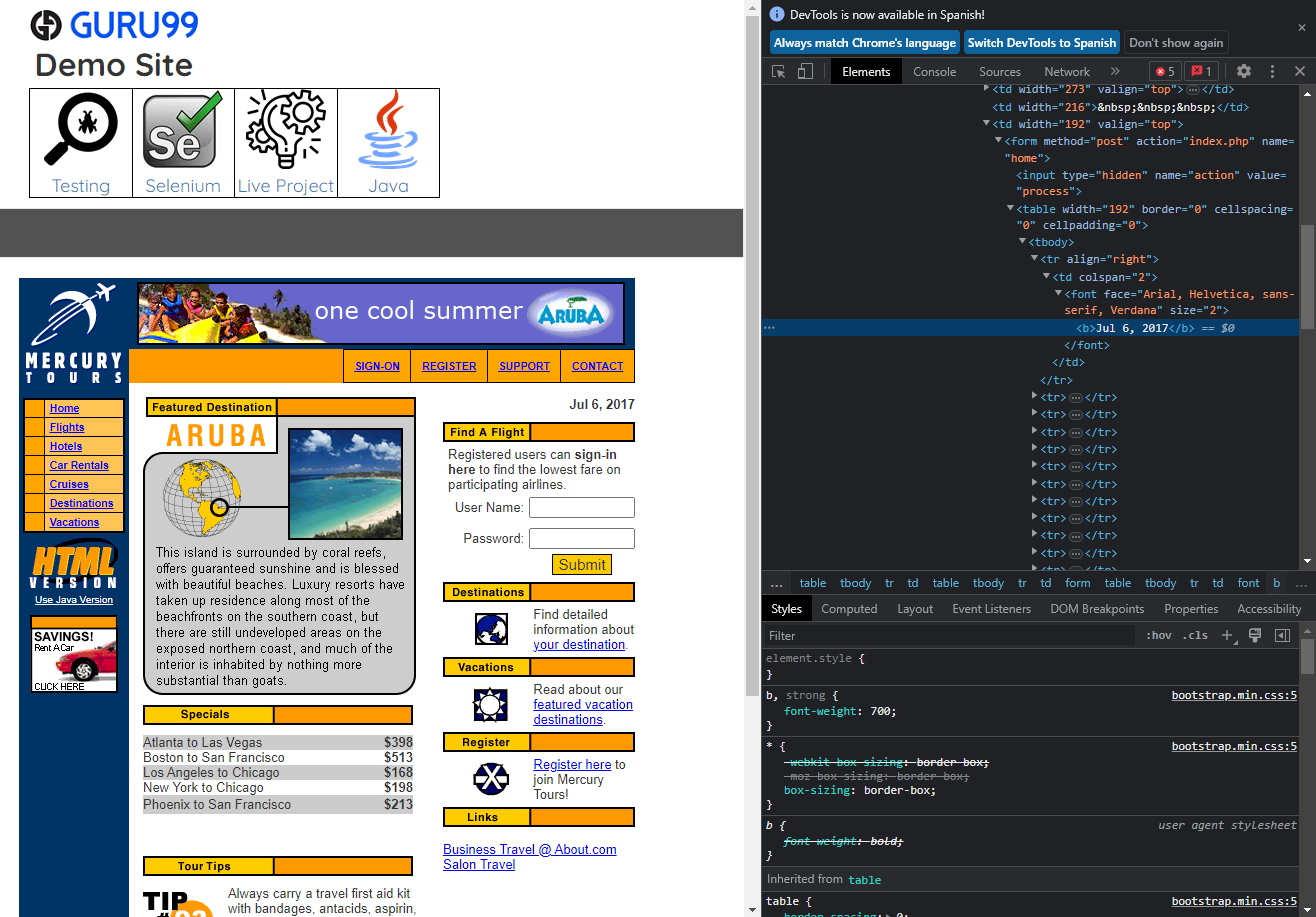 GURU99
Demo Site
Testing
Selenium
Live Project
Java
one cool summer
ARUBA
MERCURY
TOURS
SIGN-ON
REGISTER
SUPPORT
CONTACT
Home
Flights
Hotels
Car Rentals
Cruises
Destinations
Vacations
HTML
VERSION
Use Java Version
SAVINGS!
Rent A Car
CLICK HERE
Featured Destination
ARUBA
This island is surrounded by coral reefs,
offers guaranteed sunshine and is blessed
with beautiful beaches. Luxury resorts have
taken up residence along most of the
beachfronts on the southern coast, but
there are still undeveloped areas on the
exposed northern coast, and much of the
interior is inhabited by nothing more
substantial than goats.
Specials
Atlanta to Las Vegas $398
Boston to San Francisco $513
Los Angeles to Chicago $168
New York to Chicago $198
Phoenix to San Francisco $213
Tour Tips
TIP
Always carry a travel first aid kit
with bandages, antacids, aspirin,
Jul 6, 2017
Find A Flight
Registered users can sign-in
here to find the lowest fare on
participating airlines.
User Name:
Password:
Submit
Destinations
Find detailed
information about
your destination.
Vacations
Read about our
featured vacation
destinations.
Register
Register here to
join Mercury
Tours!
Links
Business Travel @ About.com
Salon Travel
DevTools is now available in Spanish!
Always match Chrome's language Switch DevTools to Spanish Don't show again
Elements Console Sources Network » 5 1
<td width="273" valign="top">…</td>
<td width="216">&nbsp;&nbsp;&nbsp;</td>
<td width="192" valign="top">
<form method="post" action="index.php" name=
"home">
<input type="hidden" name="action" value=
"process">
<table width="192" border="0" cellspacing=
"0" cellpadding="0">
<tbody>
<tr align="right">
<td colspan="2">
<font face="Arial, Helvetica, sans-
serif, Verdana" size="2">
<b>Jul 6, 2017</b> == $0
</font>
</td>
</tr>
<tr>…</tr>
<tr>…</tr>
<tr>…</tr>
<tr>…</tr>
<tr>…</tr>
<tr>…</tr>
<tr>…</tr>
<tr>…</tr>
<tr>…</tr>
<tr>…</tr>
… table tbody tr td table tbody tr td form table tbody tr td font b …
Styles Computed Layout Event Listeners DOM Breakpoints Properties Accessibility
Filter :hov .cls +
element.style {
}
b, strong { bootstrap.min.css:5
font-weight: 700;
}
* { bootstrap.min.css:5
-webkit-box-sizing: border-box;
-moz-box-sizing: border-box;
box-sizing: border-box;
}
b { user agent stylesheet
font-weight: bold;
}
Inherited from table
table { bootstrap.min.css:5
border-spacing: 0;